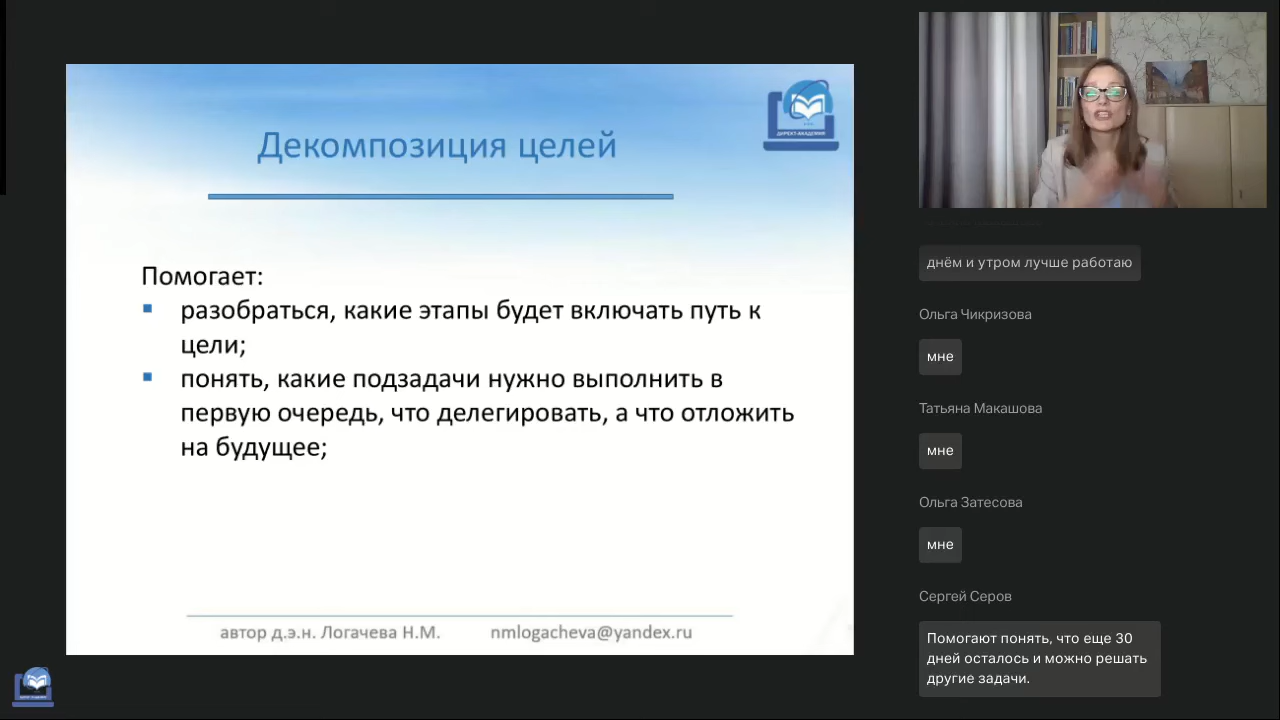 Декомпозиция целей
ДИРЕКТ-АКАДЕМИЯ
Помогает:
▪ разобраться, какие этапы будет включать путь к
цели;
▪ понять, какие подзадачи нужно выполнить в
первую очередь, что делегировать, а что отложить
на будущее;
автор д.э.н. Логачева Н.М. nmlogacheva@yandex.ru
днём и утром лучше работаю
Ольга Чикризова
мне
Татьяна Макашова
мне
Ольга Затесова
мне
Сергей Серов
Помогают понять, что еще 30
дней осталось и можно решать
другие задачи.